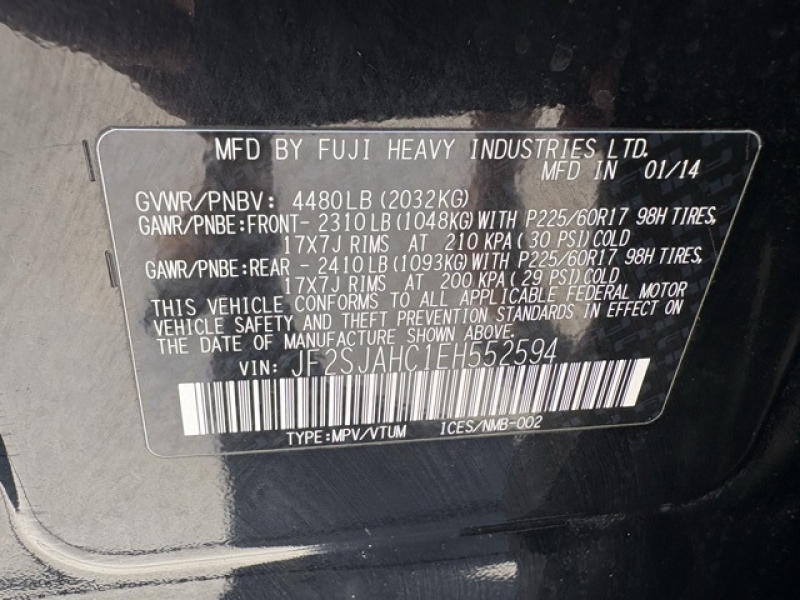 MFD BY FUJI HEAVY INDUSTRIES LTD.
MFD IN 01/14
GVWR/PNBV: 4480LB (2032KG)
GAWR/PNBE:FRONT- 2310 LB (1048KG) WITH P225/60R17 98H TIRES,
17X7J RIMS AT 210 KPA ( 30 PSI) COLD
GAWR/PNBE:REAR - 2410 LB (1093KG) WITH P225/60R17 98H TIRES,
17X7J RIMS AT 200 KPA ( 29 PSI) COLD
THIS VEHICLE CONFORMS TO ALL APPLICABLE FEDERAL MOTOR
VEHICLE SAFETY AND THEFT PREVENTION STANDARDS IN EFFECT ON
THE DATE OF MANUFACTURE SHOWN ABOVE.
VIN: JF2SJAHC1EH552594
TYPE:MPV/VTUM ICES/NMB-002